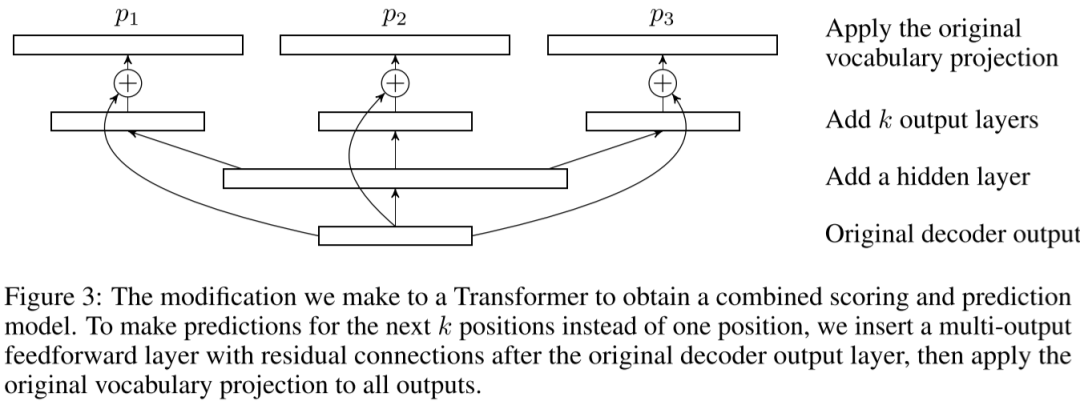 p1 p2 p3
Apply the original
vocabulary projection
Add k output layers
Add a hidden layer
Original decoder output
Figure 3: The modification we make to a Transformer to obtain a combined scoring and prediction
model. To make predictions for the next k positions instead of one position, we insert a multi-output
feedforward layer with residual connections after the original decoder output layer, then apply the
original vocabulary projection to all outputs.